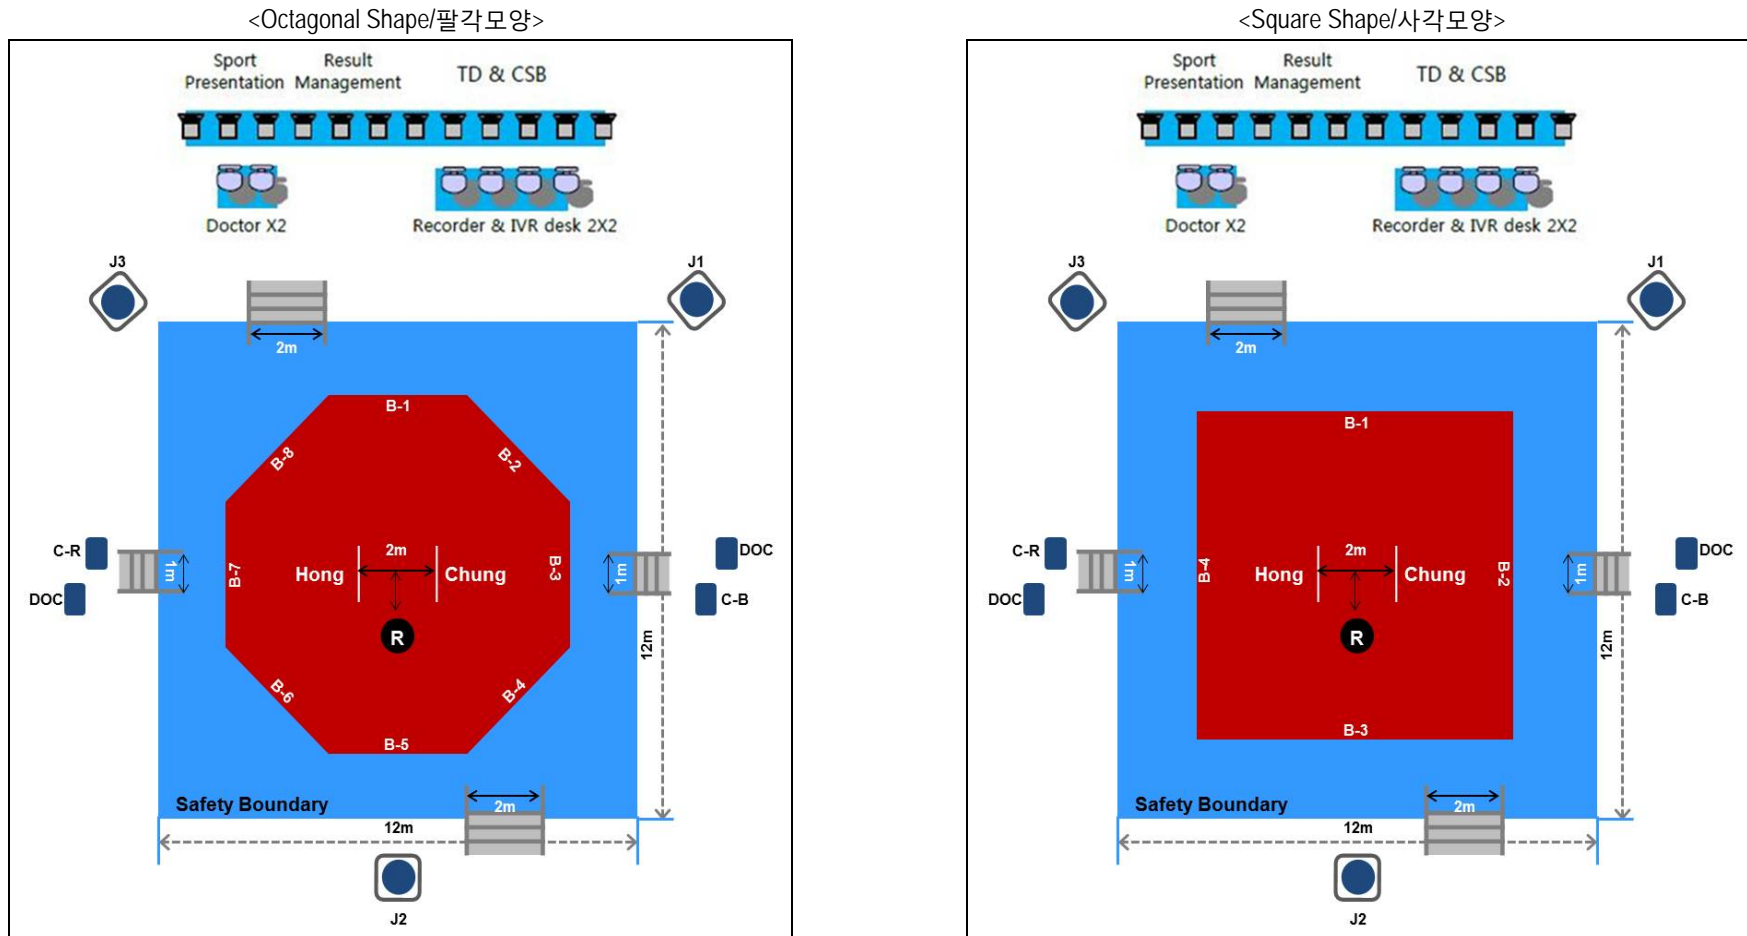 <Octagonal Shape/팔각모양>
Sport Presentation
Result Management
TD & CSB
Doctor X2
Recorder & IVR desk 2X2
J3
J1
2m
B-1
B-8
B-2
C-R
DOC
1m
B-7
Hong
2m
Chung
B-3
1m
DOC
C-B
R
12m
B-6
B-4
B-5
Safety Boundary
2m
12m
J2
<Square Shape/사각모양>
Sport Presentation
Result Management
TD & CSB
Doctor X2
Recorder & IVR desk 2X2
J3
J1
2m
B-1
C-R
DOC
1m
B-4
Hong
2m
Chung
B-2
1m
DOC
C-B
R
12m
B-3
Safety Boundary
2m
12m
J2